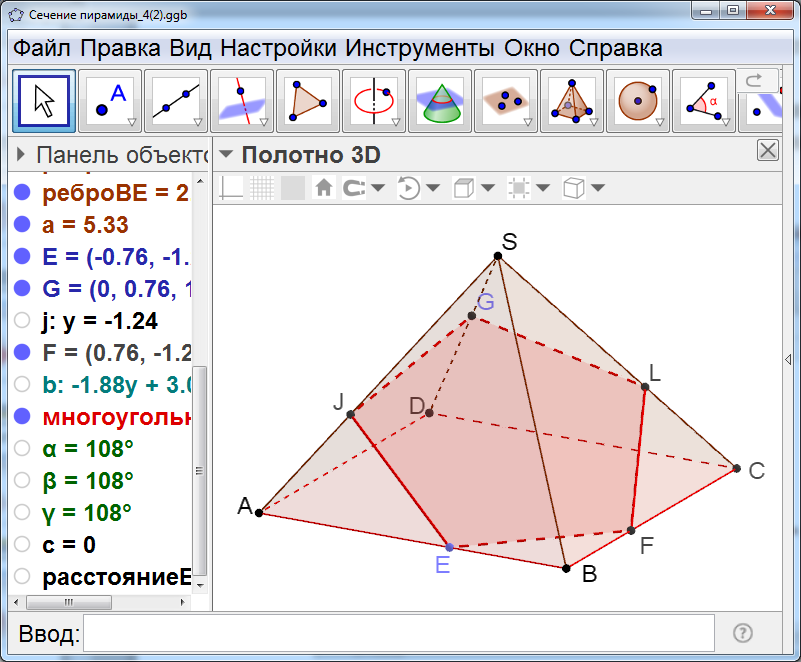 Сечение пирамиды_4(2).ggb
Файл Правка Вид Настройки Инструменты Окно Справка
A
α
Панель объекто
Полотно 3D
реброBE = 2
a = 5.33
E = (-0.76, -1.
G = (0, 0.76, 1
j: y = -1.24
F = (0.76, -1.2
b: -1.88y + 3.0
многоугольн
α = 108°
β = 108°
γ = 108°
c = 0
расстояниеE
S
G
L
J
D
C
A
F
E
B
Ввод:
?